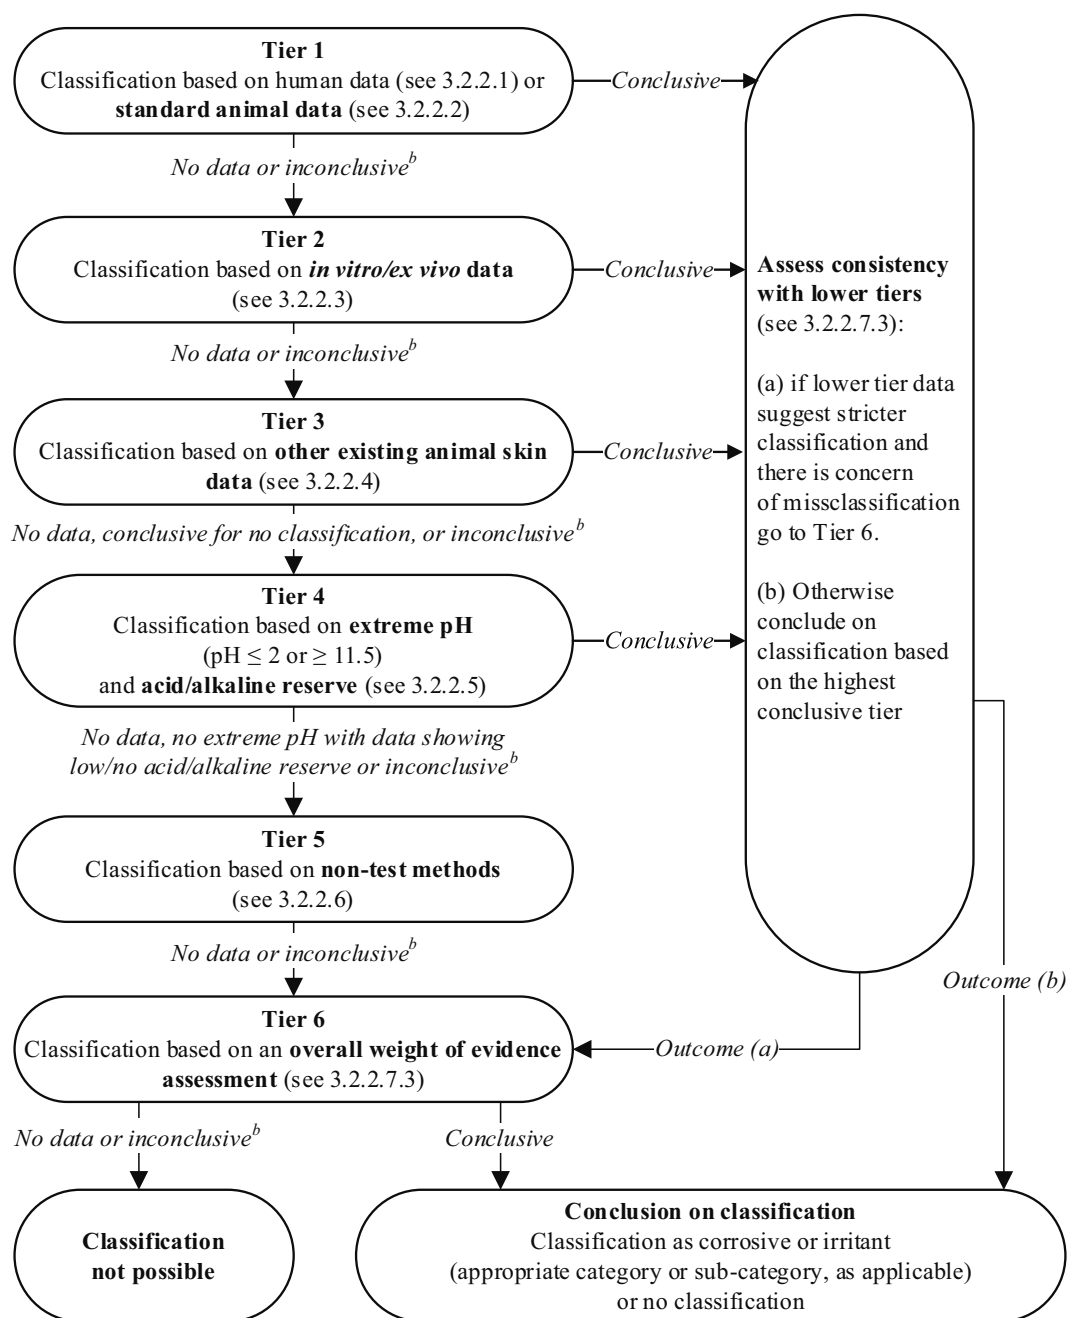 Tier 1
Classification based on human data (see 3.2.2.1) or
standard animal data (see 3.2.2.2)
Conclusive
No data or inconclusive^b
Tier 2
Classification based on in vitro/ex vivo data
(see 3.2.2.3)
Conclusive
No data or inconclusive^b
Tier 3
Classification based on other existing animal skin
data (see 3.2.2.4)
Conclusive
No data, conclusive for no classification, or inconclusive^b
Tier 4
Classification based on extreme pH
(pH ≤ 2 or ≥ 11.5)
and acid/alkaline reserve (see 3.2.2.5)
Conclusive
No data, no extreme pH with data showing
low/no acid/alkaline reserve or inconclusive^b
Tier 5
Classification based on non-test methods
(see 3.2.2.6)
No data or inconclusive^b
Tier 6
Classification based on an overall weight of evidence
assessment (see 3.2.2.7.3)
Assess consistency
with lower tiers
(see 3.2.2.7.3):
(a) if lower tier data
suggest stricter
classification and
there is concern
of missclassification
go to Tier 6.
(b) Otherwise
conclude on
classification based
on the highest
conclusive tier
Outcome (a)
Outcome (b)
No data or inconclusive^b
Conclusive
Classification
not possible
Conclusion on classification
Classification as corrosive or irritant
(appropriate category or sub-category, as applicable)
or no classification